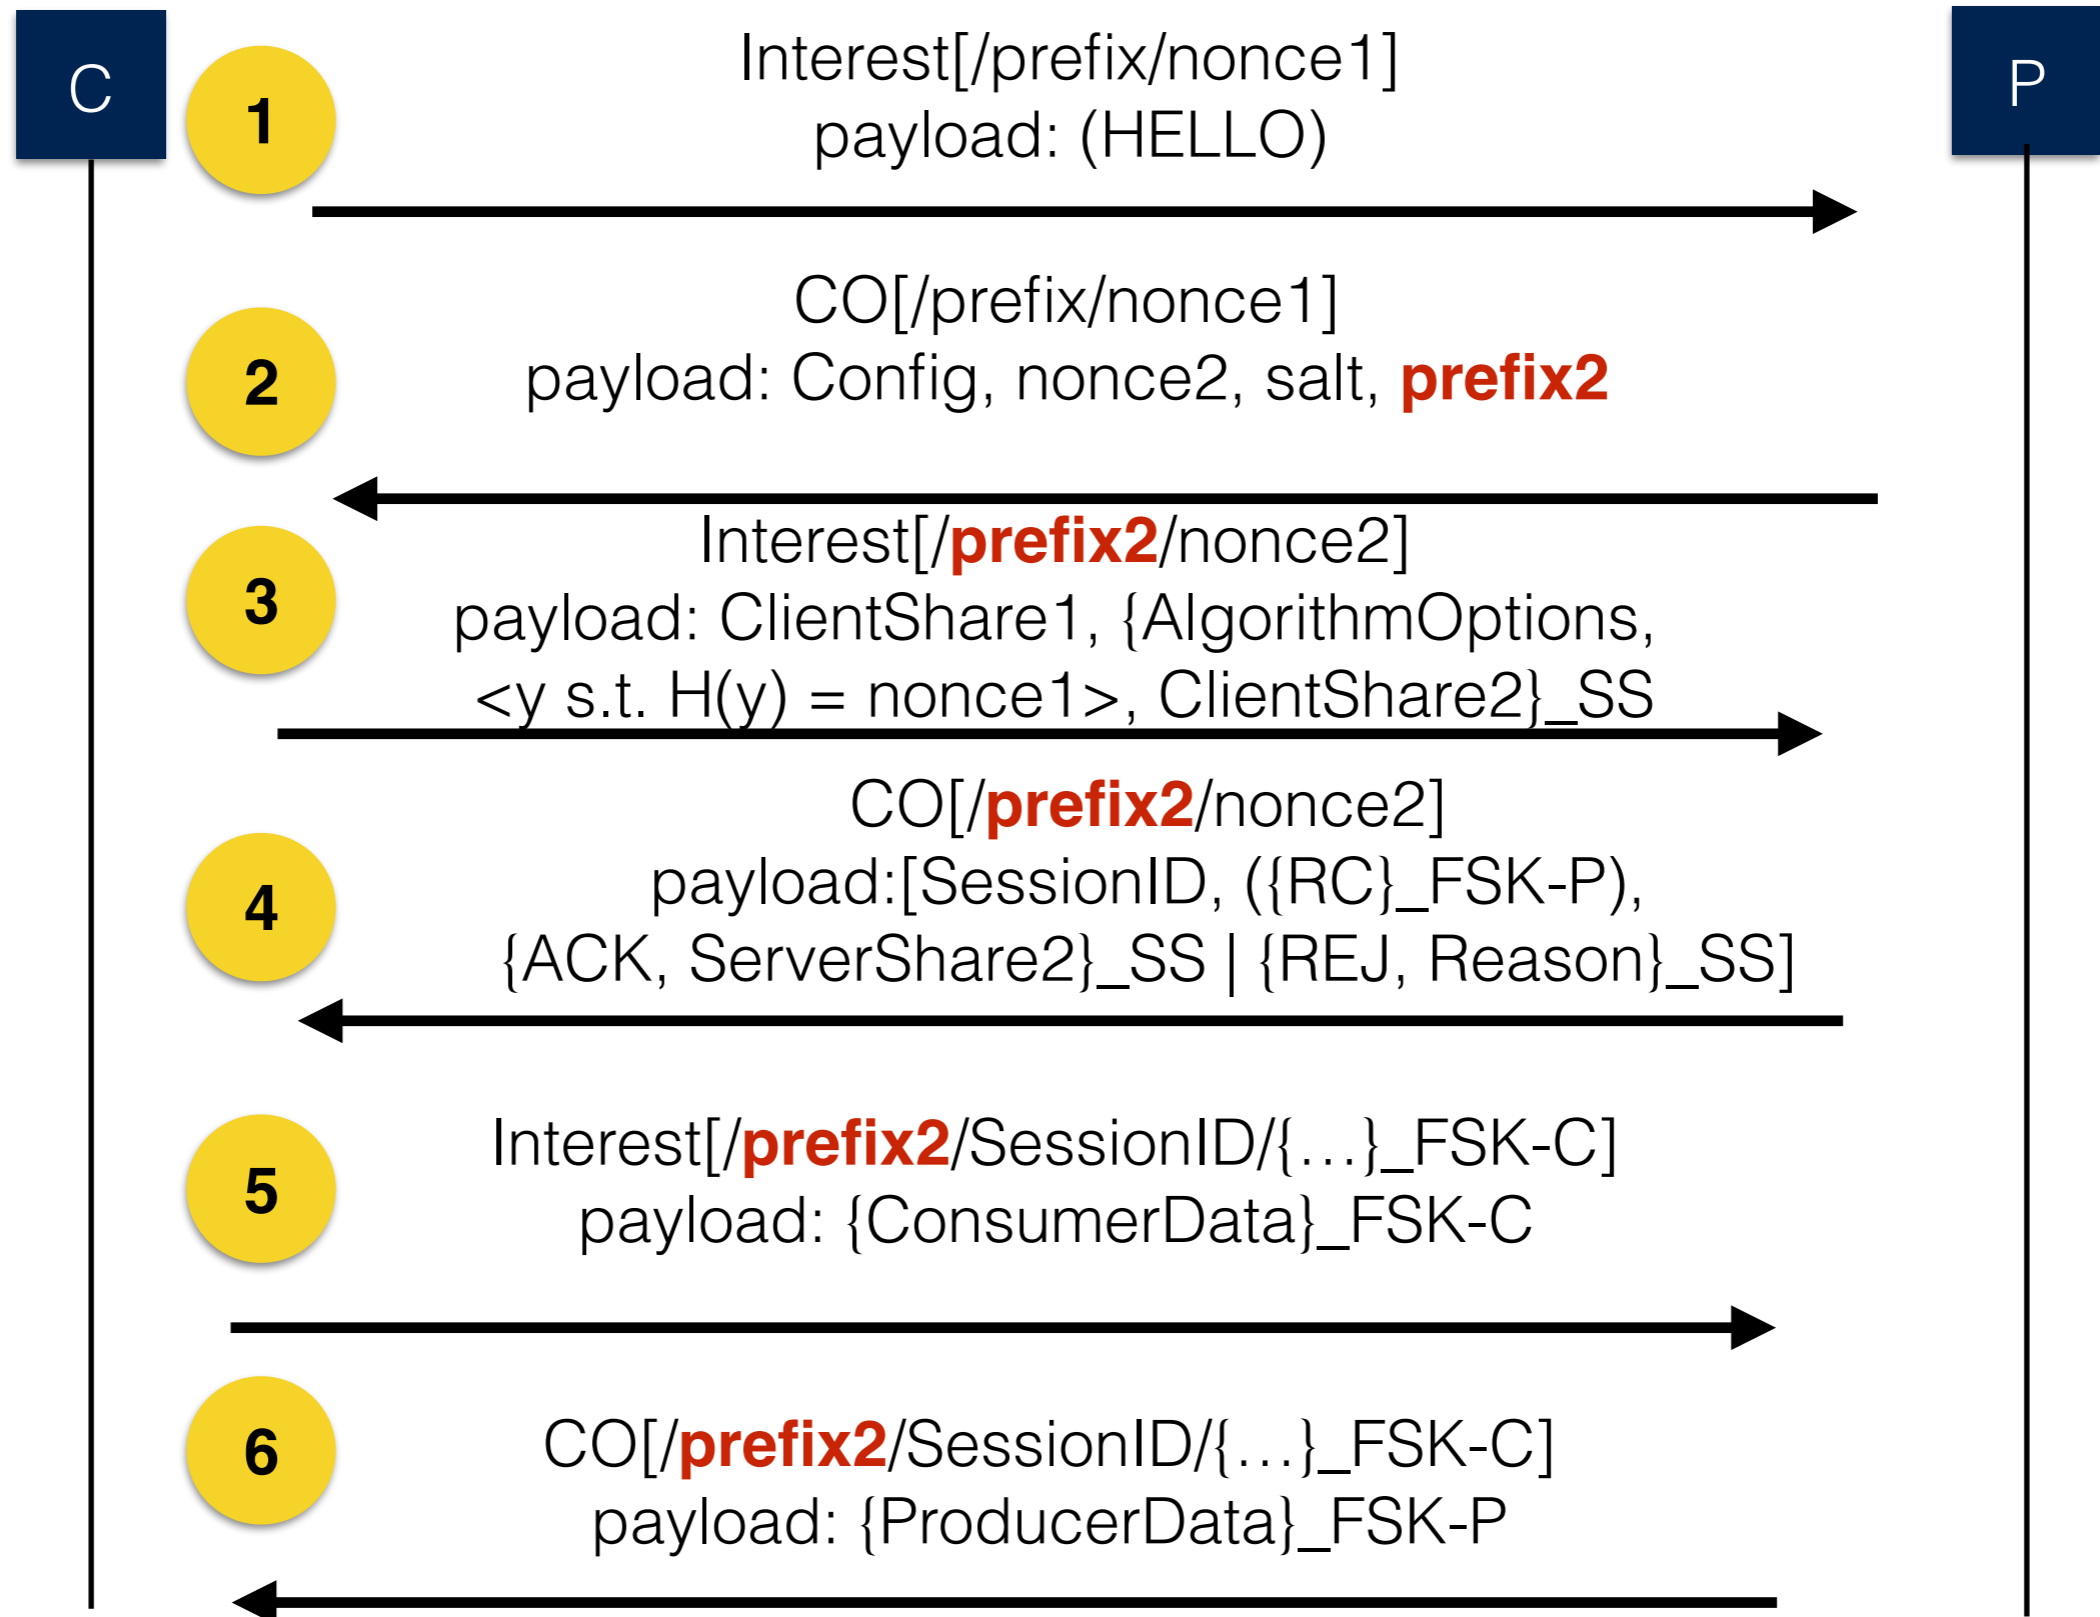 C
P
1
Interest[/prefix/nonce1]
payload: (HELLO)
2
CO[/prefix/nonce1]
payload: Config, nonce2, salt, prefix2
3
Interest[/prefix2/nonce2]
payload: ClientShare1, {AlgorithmOptions,
<y s.t. H(y) = nonce1>, ClientShare2}_SS
4
CO[/prefix2/nonce2]
payload:[SessionID, ({RC}_FSK-P),
{ACK, ServerShare2}_SS | {REJ, Reason}_SS]
5
Interest[/prefix2/SessionID/{…}_FSK-C]
payload: {ConsumerData}_FSK-C
6
CO[/prefix2/SessionID/{…}_FSK-C]
payload: {ProducerData}_FSK-P